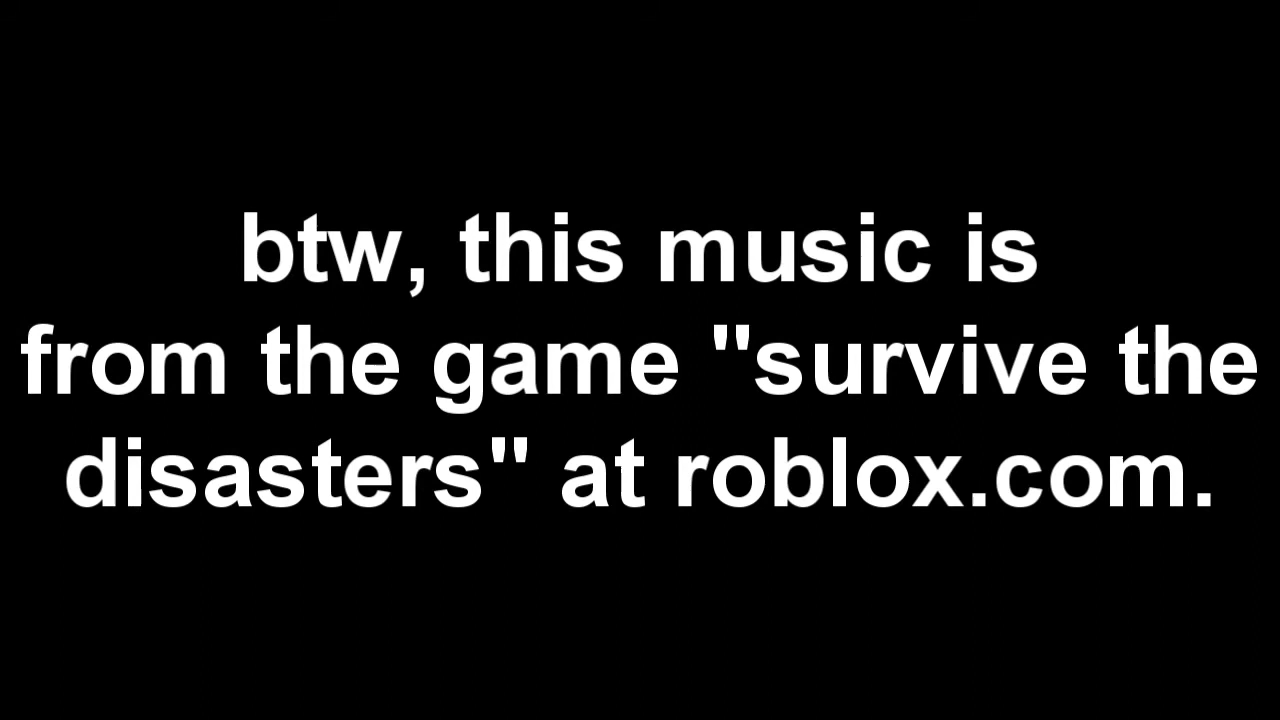 btw, this music is
from the game "survive the
disasters" at roblox.com.